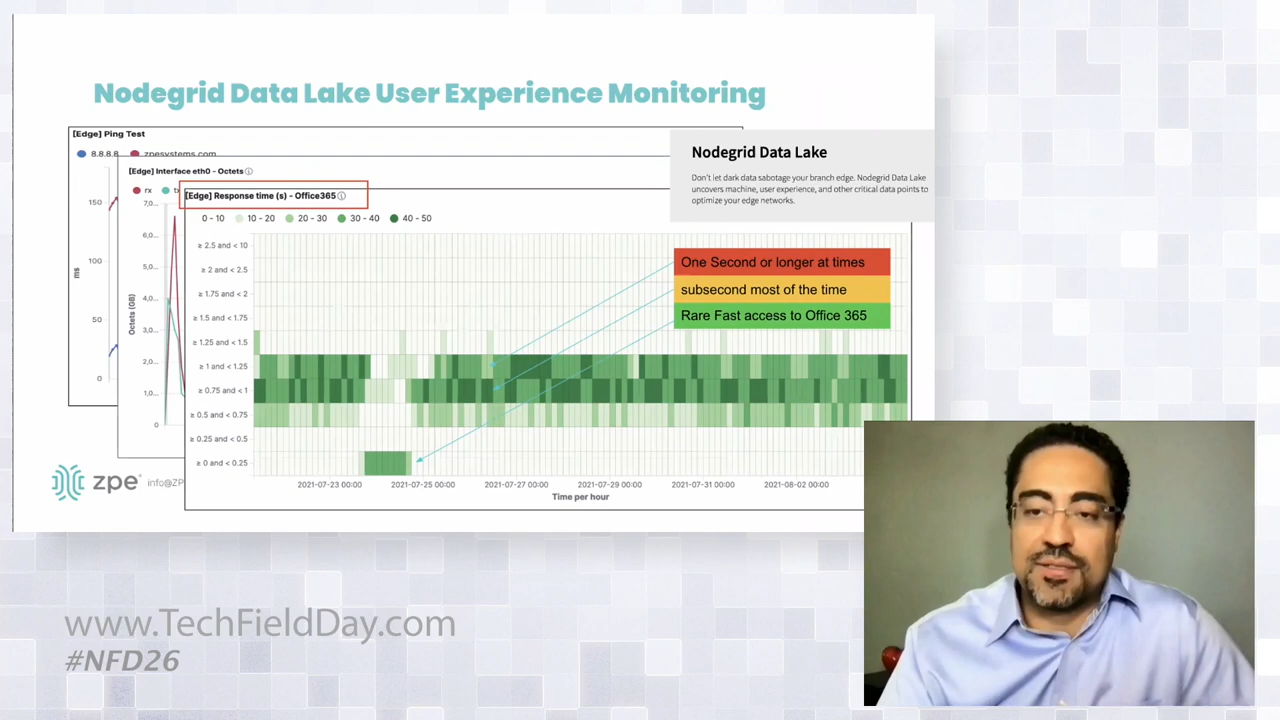 Nodegrid Data Lake User Experience Monitoring
[Edge] Ping Test
8.8.8.8 zpesystems.com
[Edge] Interface eth0 - Octets
rx
[Edge] Response time (s) - Office365
0 - 10 10 - 20 20 - 30 30 - 40 40 - 50
Nodegrid Data Lake
Don't let dark data sabotage your branch edge. Nodegrid Data Lake
uncovers machine, user experience, and other critical data points to
optimize your edge networks.
One Second or longer at times
subsecond most of the time
Rare Fast access to Office 365
150
100
50
0
ms
7,0...
6,0...
5,0...
4,0...
3,0...
2,0...
1,0...
0
Octets (GB)
≥ 2.5 and < 10
≥ 2 and < 2.5
≥ 1.75 and < 2
≥ 1.5 and < 1.75
≥ 1.25 and < 1.5
≥ 1 and < 1.25
≥ 0.75 and < 1
≥ 0.5 and < 0.75
≥ 0.25 and < 0.5
≥ 0 and < 0.25
2021-07-23 00:00 2021-07-25 00:00 2021-07-27 00:00 2021-07-29 00:00 2021-07-31 00:00 2021-08-02 00:00
Time per hour
zpe info@ZP
www.TechFieldDay.com
#NFD26